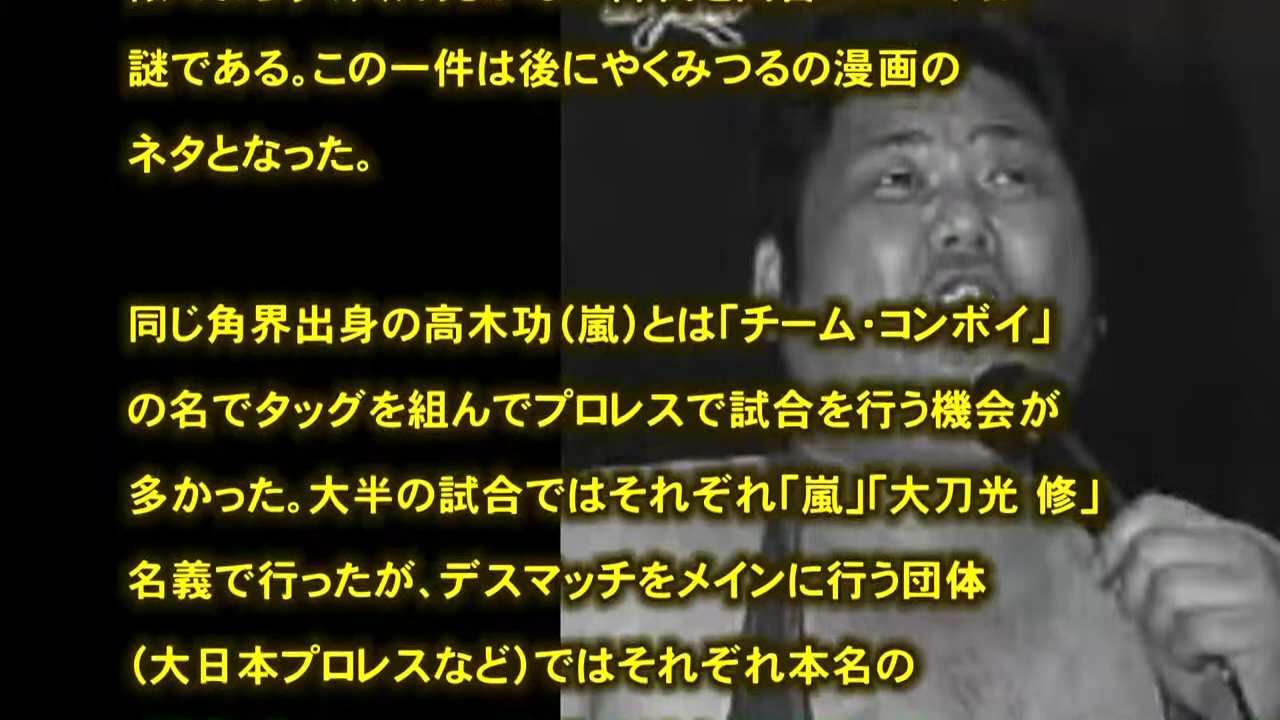 謎である。この一件は後にやくみつるの漫画の
ネタとなった。
同じ角界出身の高木功(嵐)とは「チーム・コンボイ」
の名でタッグを組んでプロレスで試合を行う機会が
多かった。大半の試合ではそれぞれ「嵐」「大刀光 修」
名義で行ったが、デスマッチをメインに行う団体
(大日本プロレスなど)ではそれぞれ本名の